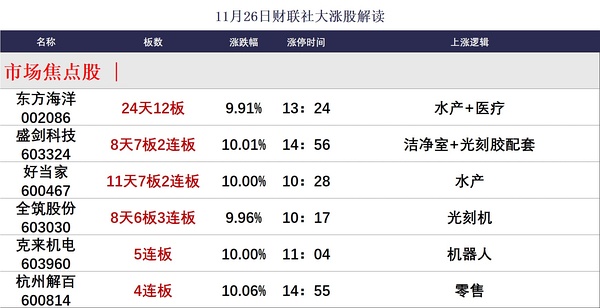 11月26日财联社大涨股解读
名称 板数 涨跌幅 涨停时间 上涨逻辑
市场焦点股
东方海洋
002086 24天12板 9.91% 13：24 水产+医疗
盛剑科技
603324 8天7板2连板 10.01% 14：56 洁净室+光刻胶配套
好当家
600467 11天7板2连板 10.00% 10：28 水产
全筑股份
603030 8天6板3连板 9.96% 10：17 光刻机
克来机电
603960 5连板 10.00% 11：04 机器人
杭州解百
600814 4连板 10.06% 14：55 零售